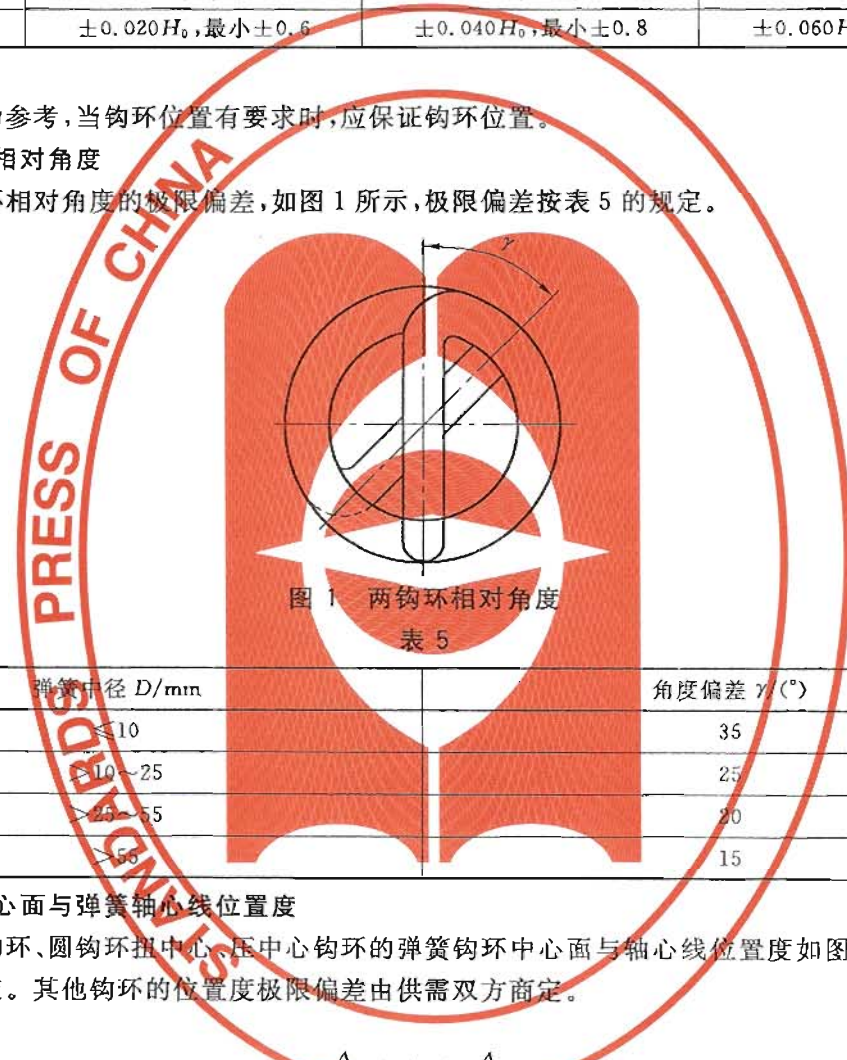 ±0.020H₀,最小±0.6 ±0.040H₀,最小±0.8 ±0.060H
参考,当钩环位置有要求时,应保证钩环位置。
相对角度
相对角度的极限偏差,如图1所示,极限偏差按表5的规定。
γ
图 1 两钩环相对角度
表 5
弹簧中径 D/mm 角度偏差 γ/(°)
≤10 35
>10~25 25
>25~55 20
>55 15
心面与弹簧轴心线位置度
环、圆钩环扭中心、压中心钩环的弹簧钩环中心面与轴心线位置度如图
。其他钩环的位置度极限偏差由供需双方商定。
STANDARDS PRESS OF CHINA